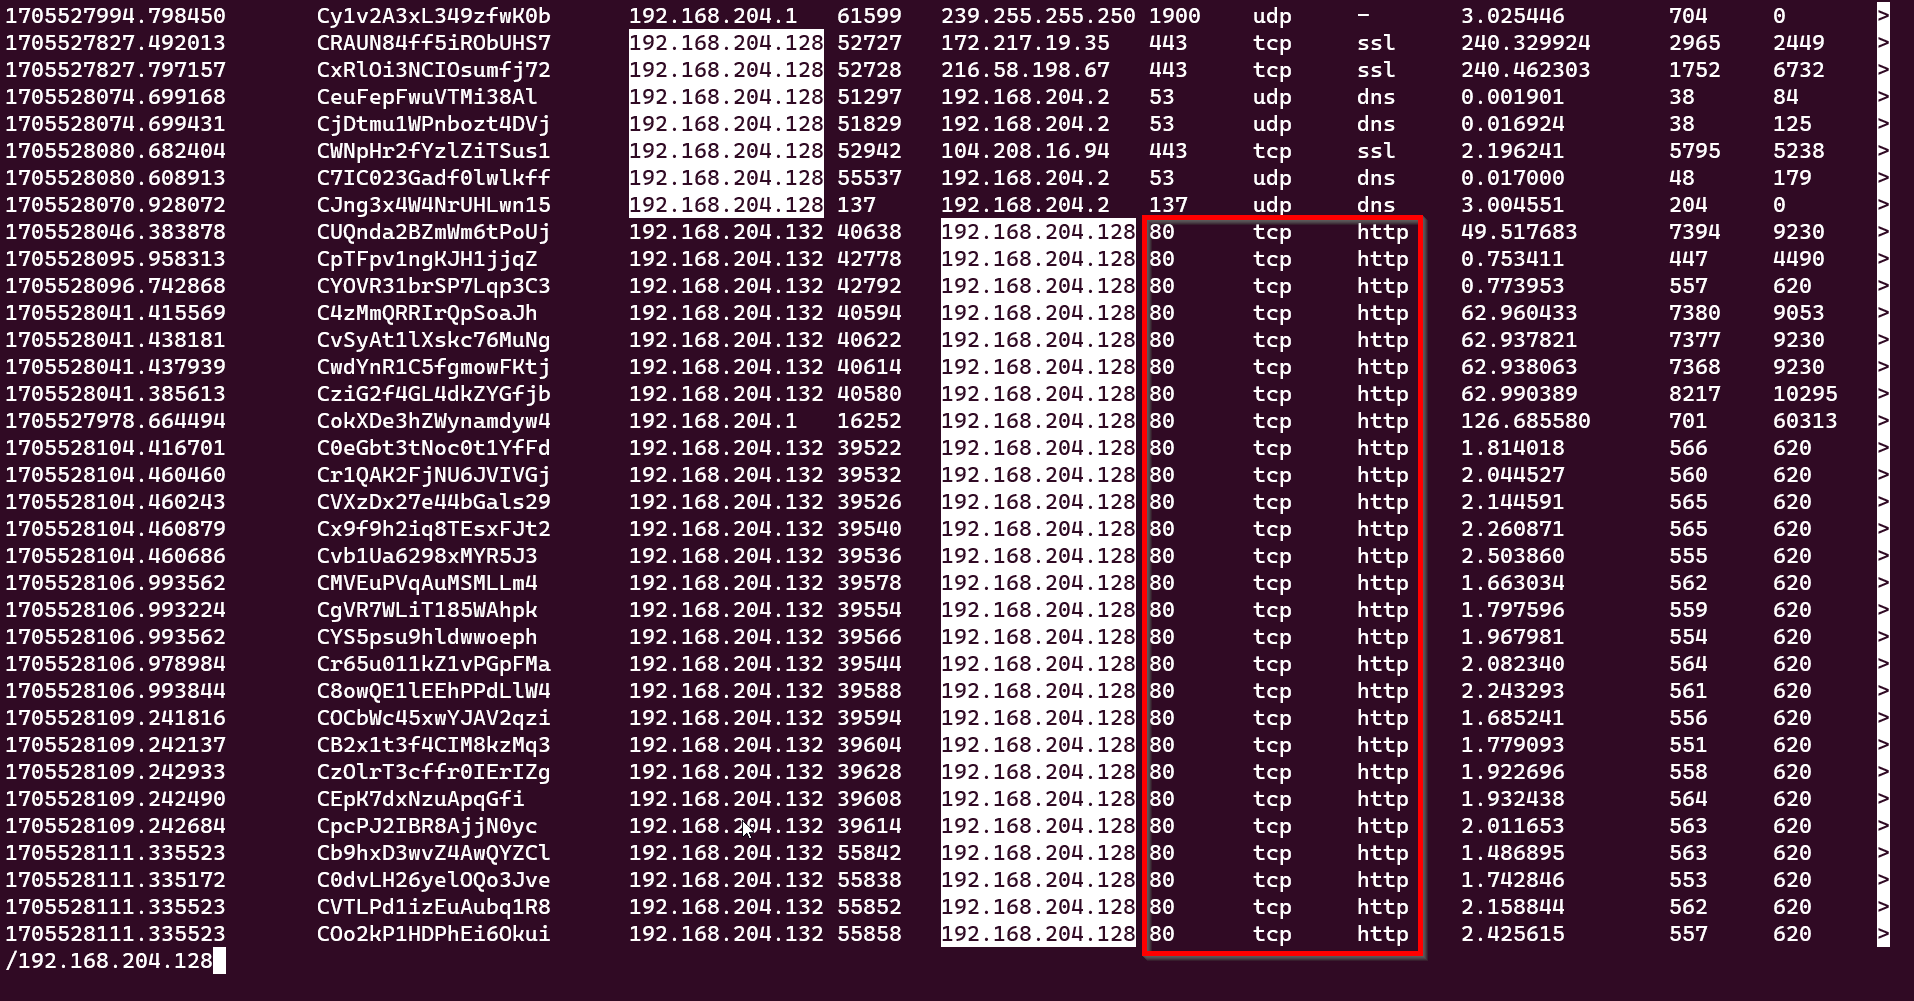 1705527994.798450 Cy1v2A3xL349zfwK0b 192.168.204.1 61599 239.255.255.250 1900 udp - 3.025446 704 0 >
1705527827.492013 CRAUN84ff5iRObUHS7 192.168.204.128 52727 172.217.19.35 443 tcp ssl 240.329924 2965 2449 >
1705527827.797157 CxRlOi3NCIOsumfj72 192.168.204.128 52728 216.58.198.67 443 tcp ssl 240.462303 1752 6732 >
1705528074.699168 CeuFepFwuVTMi38Al 192.168.204.128 51297 192.168.204.2 53 udp dns 0.001901 38 84 >
1705528074.699431 CjDtmu1WPnbozt4DVj 192.168.204.128 51829 192.168.204.2 53 udp dns 0.016924 38 125 >
1705528080.682404 CWNpHr2fYzlZiTSus1 192.168.204.128 52942 104.208.16.94 443 tcp ssl 2.196241 5795 5238 >
1705528080.608913 C7IC023Gadf0lwlkff 192.168.204.128 55537 192.168.204.2 53 udp dns 0.017000 48 179 >
1705528070.928072 CJng3x4W4NrUHLwn15 192.168.204.128 137 192.168.204.2 137 udp dns 3.004551 204 0 >
1705528046.383878 CUQnda2BZmWm6tPoUj 192.168.204.132 40638 192.168.204.128 80 tcp http 49.517683 7394 9230 >
1705528095.958313 CpTFpv1ngKJH1jjqZ 192.168.204.132 42778 192.168.204.128 80 tcp http 0.753411 447 4490 >
1705528096.742868 CYOVR31brSP7Lqp3C3 192.168.204.132 42792 192.168.204.128 80 tcp http 0.773953 557 620 >
1705528041.415569 C4zMmQRRIrQpSoaJh 192.168.204.132 40594 192.168.204.128 80 tcp http 62.960433 7380 9053 >
1705528041.438181 CvSyAt1lXskc76MuNg 192.168.204.132 40622 192.168.204.128 80 tcp http 62.937821 7377 9230 >
1705528041.437939 CwdYnR1C5fgmowFKtj 192.168.204.132 40614 192.168.204.128 80 tcp http 62.938063 7368 9230 >
1705528041.385613 CziG2f4GL4dkZYGfjb 192.168.204.132 40580 192.168.204.128 80 tcp http 62.990389 8217 10295 >
1705527978.664494 CokXDe3hZWynamdyw4 192.168.204.1 16252 192.168.204.128 80 tcp http 126.685580 701 60313 >
1705528104.416701 C0eGbt3tNoc0t1YfFd 192.168.204.132 39522 192.168.204.128 80 tcp http 1.814018 566 620 >
1705528104.460460 Cr1QAK2FjNU6JVIVGj 192.168.204.132 39532 192.168.204.128 80 tcp http 2.044527 560 620 >
1705528104.460243 CVXzDx27e44bGals29 192.168.204.132 39526 192.168.204.128 80 tcp http 2.144591 565 620 >
1705528104.460879 Cx9f9h2iq8TEsxFJt2 192.168.204.132 39540 192.168.204.128 80 tcp http 2.260871 565 620 >
1705528104.460686 Cvb1Ua6298xMYR5J3 192.168.204.132 39536 192.168.204.128 80 tcp http 2.503860 555 620 >
1705528106.993562 CMVEuPVqAuMSMLLm4 192.168.204.132 39578 192.168.204.128 80 tcp http 1.663034 562 620 >
1705528106.993224 CgVR7WLiT185WAhpk 192.168.204.132 39554 192.168.204.128 80 tcp http 1.797596 559 620 >
1705528106.993562 CYS5psu9hldwwoeph 192.168.204.132 39566 192.168.204.128 80 tcp http 1.967981 554 620 >
1705528106.978984 Cr65u011kZ1vPGpFMa 192.168.204.132 39544 192.168.204.128 80 tcp http 2.082340 564 620 >
1705528106.993844 C8owQE1lEEhPPdLlW4 192.168.204.132 39588 192.168.204.128 80 tcp http 2.243293 561 620 >
1705528109.241816 COCbWc45xwYJAV2qzi 192.168.204.132 39594 192.168.204.128 80 tcp http 1.685241 556 620 >
1705528109.242137 CB2x1t3f4CIM8kzMq3 192.168.204.132 39604 192.168.204.128 80 tcp http 1.779093 551 620 >
1705528109.242933 CzOlrT3cffr0IErIZg 192.168.204.132 39628 192.168.204.128 80 tcp http 1.922696 558 620 >
1705528109.242490 CEpK7dxNzuApqGfi 192.168.204.132 39608 192.168.204.128 80 tcp http 1.932438 564 620 >
1705528109.242684 CpcPJ2IBR8AjjN0yc 192.168.204.132 39614 192.168.204.128 80 tcp http 2.011653 563 620 >
1705528111.335523 Cb9hxD3wvZ4AwQYZCl 192.168.204.132 55842 192.168.204.128 80 tcp http 1.486895 563 620 >
1705528111.335172 C0dvLH26yelOQo3Jve 192.168.204.132 55838 192.168.204.128 80 tcp http 1.742846 553 620 >
1705528111.335523 CVTLPd1izEuAubq1R8 192.168.204.132 55852 192.168.204.128 80 tcp http 2.158844 562 620 >
1705528111.335523 COo2kP1HDPhEi6Okui 192.168.204.132 55858 192.168.204.128 80 tcp http 2.425615 557 620 >
/192.168.204.128